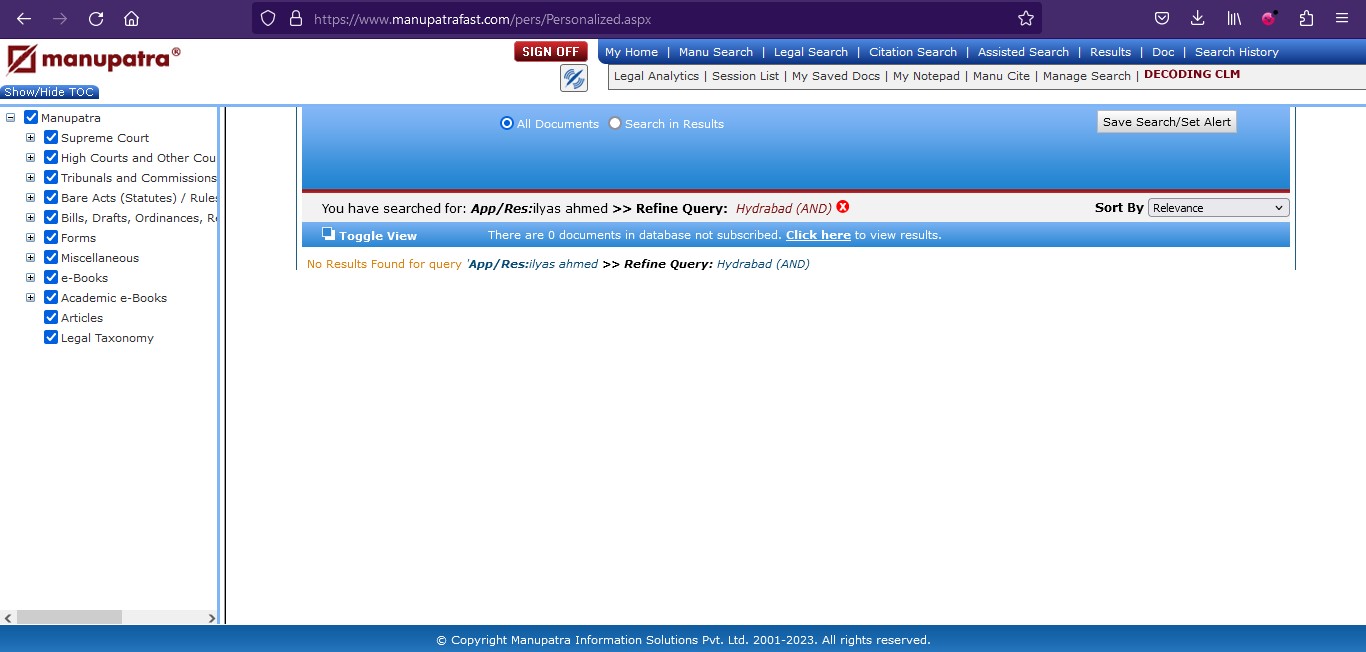 https://www.manupatrafast.com/pers/Personalized.aspx
manupatra®
SIGN OFF
My Home | Manu Search | Legal Search | Citation Search | Assisted Search | Results | Doc | Search History
Legal Analytics | Session List | My Saved Docs | My Notepad | Manu Cite | Manage Search | DECODING CLM
Show/Hide TOC
Manupatra
Supreme Court
High Courts and Other Cou
Tribunals and Commissions
Bare Acts (Statutes) / Rules
Bills, Drafts, Ordinances, Re
Forms
Miscellaneous
e-Books
Academic e-Books
Articles
Legal Taxonomy
All Documents Search in Results
Save Search/Set Alert
You have searched for: App/Res:ilyas ahmed >> Refine Query: Hydrabad (AND)
Sort By Relevance
Toggle View There are 0 documents in database not subscribed. Click here to view results.
No Results Found for query 'App/Res:ilyas ahmed >> Refine Query: Hydrabad (AND)
© Copyright Manupatra Information Solutions Pvt. Ltd. 2001-2023. All rights reserved.